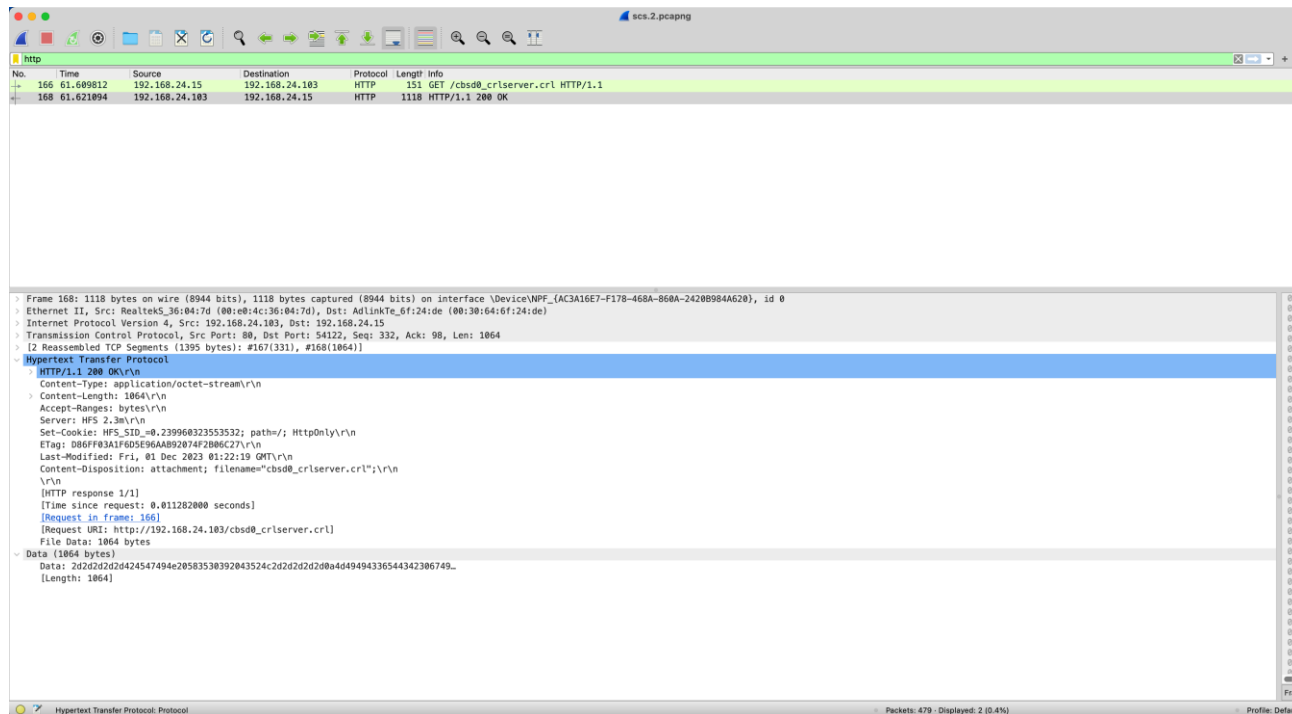 scs.2.pcapng
http
No. Time Source Destination Protocol Length Info
166 61.609812 192.168.24.15 192.168.24.103 HTTP 151 GET /cbsd0_crlserver.crl HTTP/1.1
168 61.621094 192.168.24.103 192.168.24.15 HTTP 1118 HTTP/1.1 200 OK
Frame 168: 1118 bytes on wire (8944 bits), 1118 bytes captured (8944 bits) on interface \Device\NPF_{AC3A16E7-F178-468A-860A-2420B984A620}, id 0
Ethernet II, Src: RealtekS_36:04:7d (00:e0:4c:36:04:7d), Dst: AdlinkTe_6f:24:de (00:30:64:6f:24:de)
Internet Protocol Version 4, Src: 192.168.24.103, Dst: 192.168.24.15
Transmission Control Protocol, Src Port: 80, Dst Port: 54122, Seq: 332, Ack: 98, Len: 1064
[2 Reassembled TCP Segments (1395 bytes): #167(331), #168(1064)]
Hypertext Transfer Protocol
HTTP/1.1 200 OK\r\n
Content-Type: application/octet-stream\r\n
Content-Length: 1064\r\n
Accept-Ranges: bytes\r\n
Server: HFS 2.3m\r\n
Set-Cookie: HFS_SID_=0.239960323553532; path=/; HttpOnly\r\n
ETag: D86FF03A1F6D5E96AAB92074F2B06C27\r\n
Last-Modified: Fri, 01 Dec 2023 01:22:19 GMT\r\n
Content-Disposition: attachment; filename="cbsd0_crlserver.crl";\r\n
\r\n
[HTTP response 1/1]
[Time since request: 0.011282000 seconds]
[Request in frame: 166]
[Request URI: http://192.168.24.103/cbsd0_crlserver.crl]
File Data: 1064 bytes
Data (1064 bytes)
Data: 2d2d2d2d2d424547494e20583530392043524c2d2d2d2d2d0a4d49494336544342306749…
[Length: 1064]
Hypertext Transfer Protocol: Protocol Packets: 479 · Displayed: 2 (0.4%) Profile: Defa